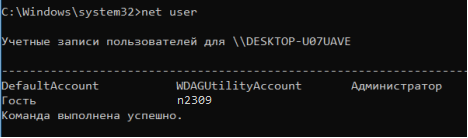 C:\Windows\system32>net user
Учетные записи пользователей для \\DESKTOP-U07UAVE
-------------------------------------------------------------------------------
DefaultAccount WDAGUtilityAccount Администратор
Гость n2309
Команда выполнена успешно.